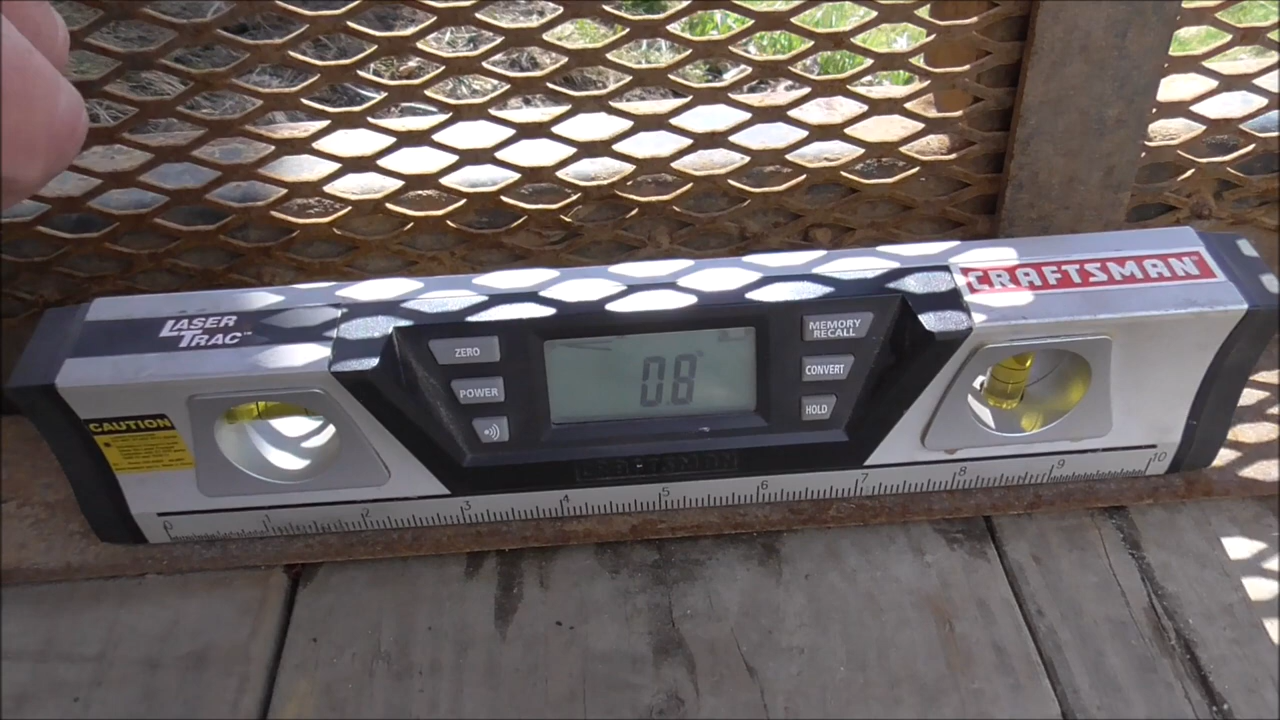 CRAFTSMAN
LASER
TRAC™
MEMORY
RECALL
ZERO
0.8°
CONVERT
POWER
HOLD
CAUTION
CRAFTSMAN
0 1 2 3 4 5 6 7 8 9 10